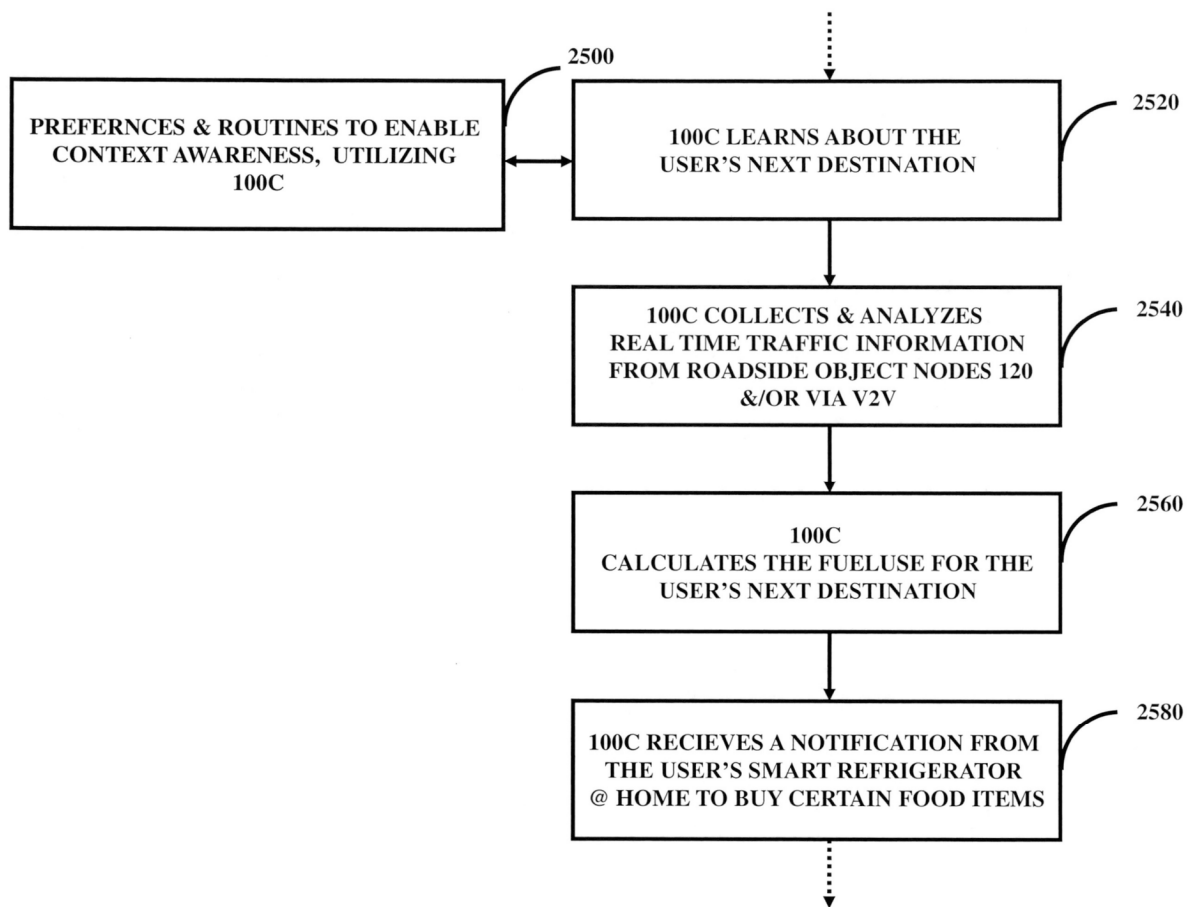 2500
PREFERNCES & ROUTINES TO ENABLE
CONTEXT AWARENESS, UTILIZING
100C
2520
100C LEARNS ABOUT THE
USER'S NEXT DESTINATION
2540
100C COLLECTS & ANALYZES
REAL TIME TRAFFIC INFORMATION
FROM ROADSIDE OBJECT NODES 120
&/OR VIA V2V
2560
100C
CALCULATES THE FUELUSE FOR THE
USER'S NEXT DESTINATION
2580
100C RECIEVES A NOTIFICATION FROM
THE USER'S SMART REFRIGERATOR
@ HOME TO BUY CERTAIN FOOD ITEMS